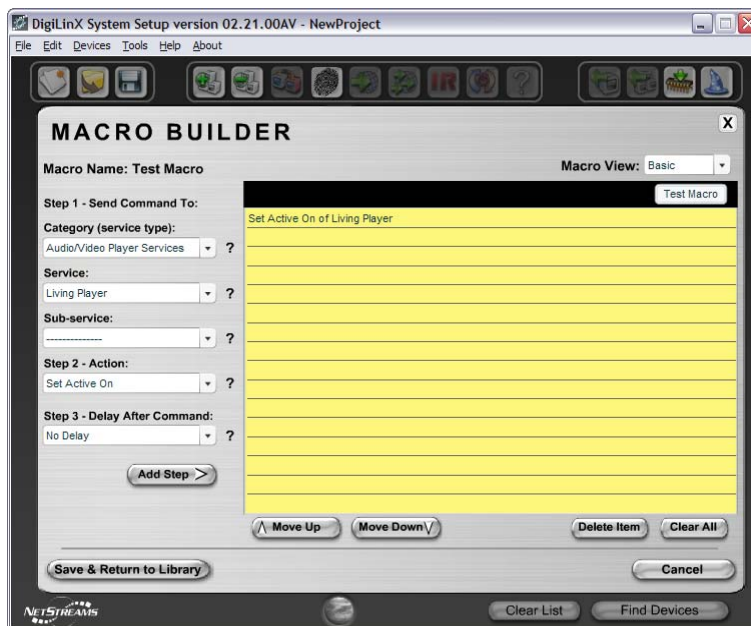 DigiLinX System Setup version 02.21.00AV - NewProject
File Edit Devices Tools Help About
IR ?
MACRO BUILDER
X
Macro Name: Test Macro
Macro View: Basic
Test Macro
Step 1 - Send Command To:
Category (service type):
Audio/Video Player Services ?
Service:
Living Player ?
Sub-service:
-------------- ?
Step 2 - Action:
Set Active On ?
Step 3 - Delay After Command:
No Delay ?
Add Step >
Set Active On of Living Player
Move Up Move Down Delete Item Clear All
Save & Return to Library Cancel
NETSTREAMS Clear List Find Devices